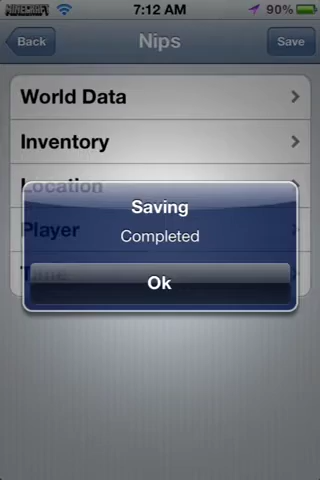 MINECRAFT 7:12 AM 90%
Back Nips Save
World Data
Inventory
Location
Saving
Completed
Player
Ok